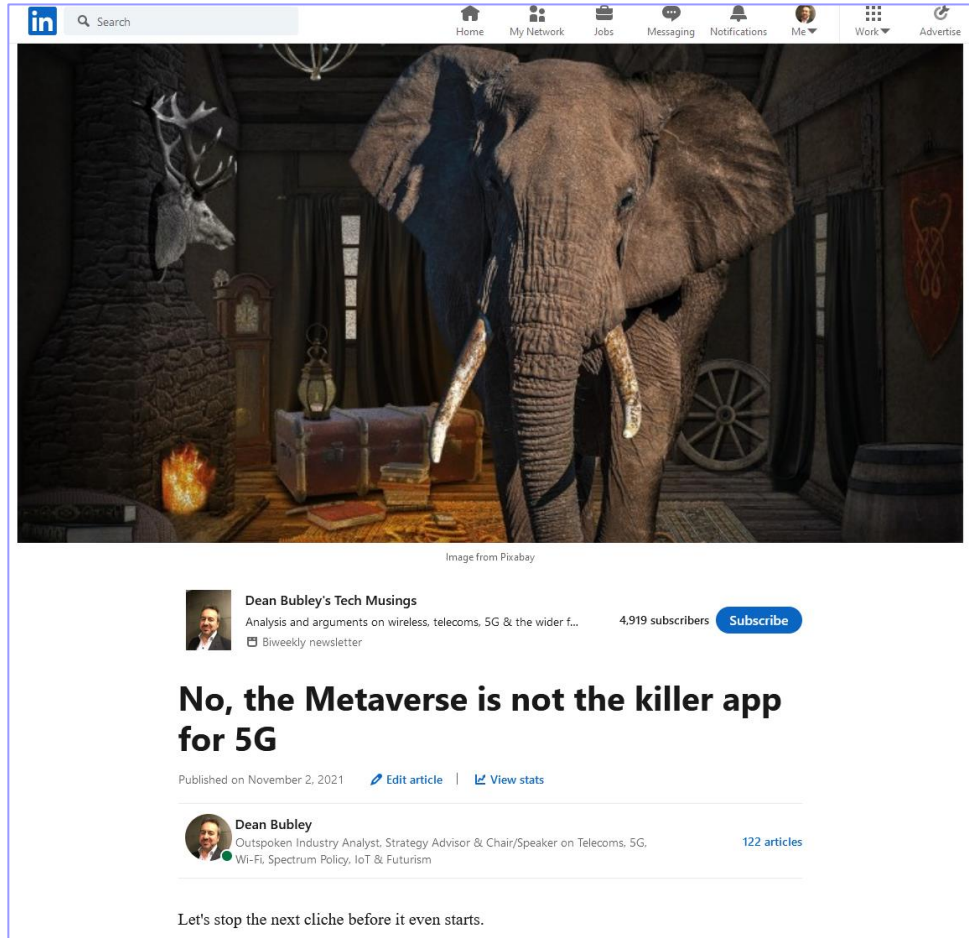 in
Search
Home
My Network
Jobs
Messaging
Notifications
Me
Work
Advertise
Image from Pixabay
Dean Bubley's Tech Musings
Analysis and arguments on wireless, telecoms, 5G & the wider f...
4,919 subscribers
Subscribe
Biweekly newsletter
No, the Metaverse is not the killer app
for 5G
Published on November 2, 2021
Edit article
View stats
Dean Bubley
Outspoken Industry Analyst, Strategy Advisor & Chair/Speaker on Telecoms, 5G,
Wi-Fi, Spectrum Policy, IoT & Futurism
122 articles
Let's stop the next cliche before it even starts.